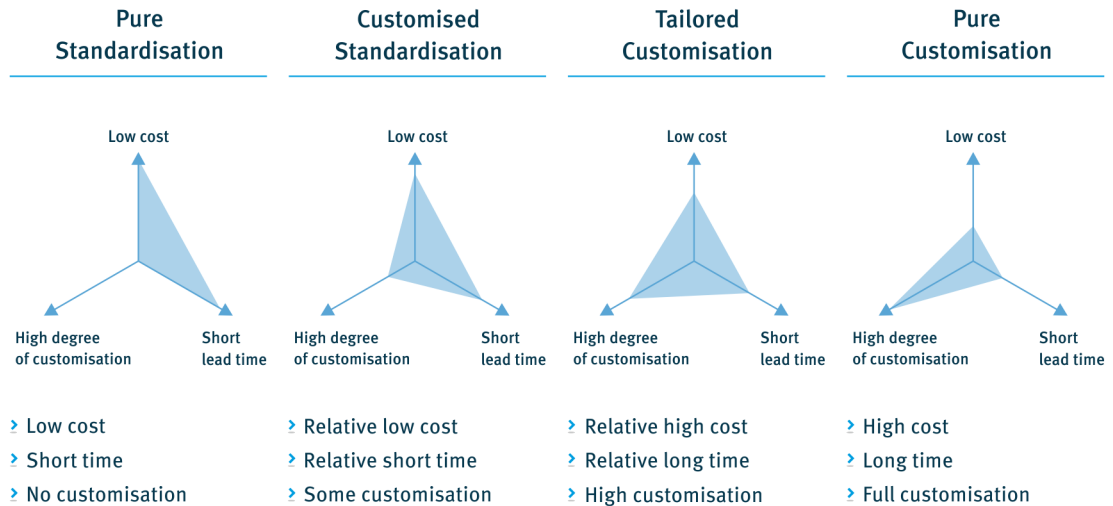 Pure
Standardisation
Customised
Standardisation
Tailored
Customisation
Pure
Customisation
Low cost
High degree
of customisation
Short
lead time
Low cost
High degree
of customisation
Short
lead time
Low cost
High degree
of customisation
Short
lead time
Low cost
High degree
of customisation
Short
lead time
> Low cost
> Short time
> No customisation
> Relative low cost
> Relative short time
> Some customisation
> Relative high cost
> Relative long time
> High customisation
> High cost
> Long time
> Full customisation